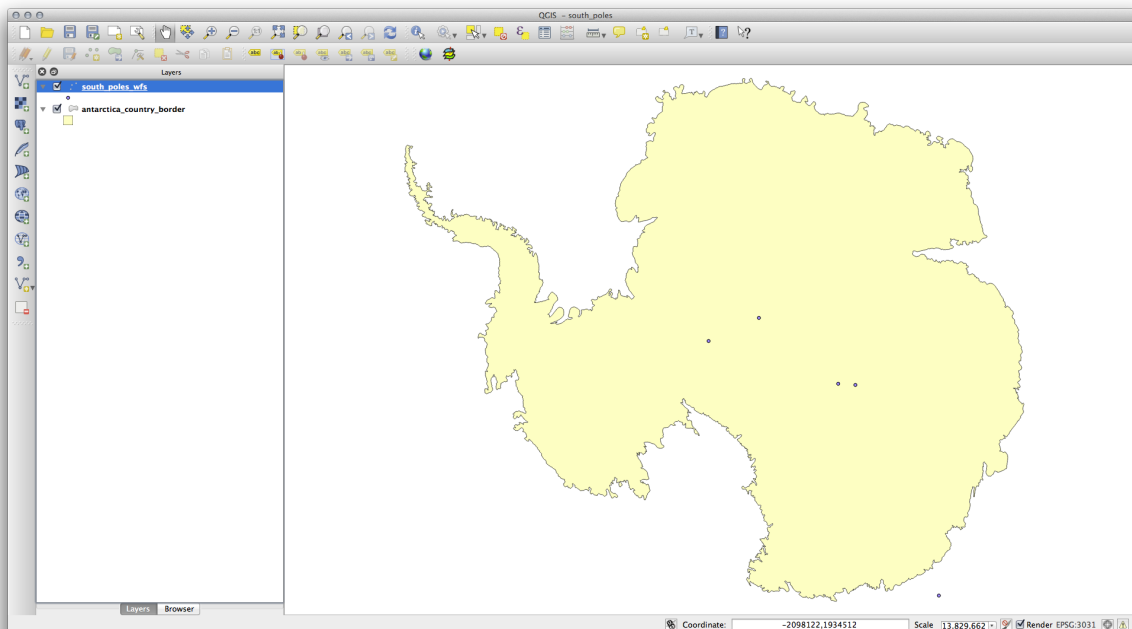 QGIS - south_poles
Layers
south_poles_wfs
antarctica_country_border
Layers Browser
Coordinate: -2098122,1934512 Scale 13,829,662 Render EPSG:3031